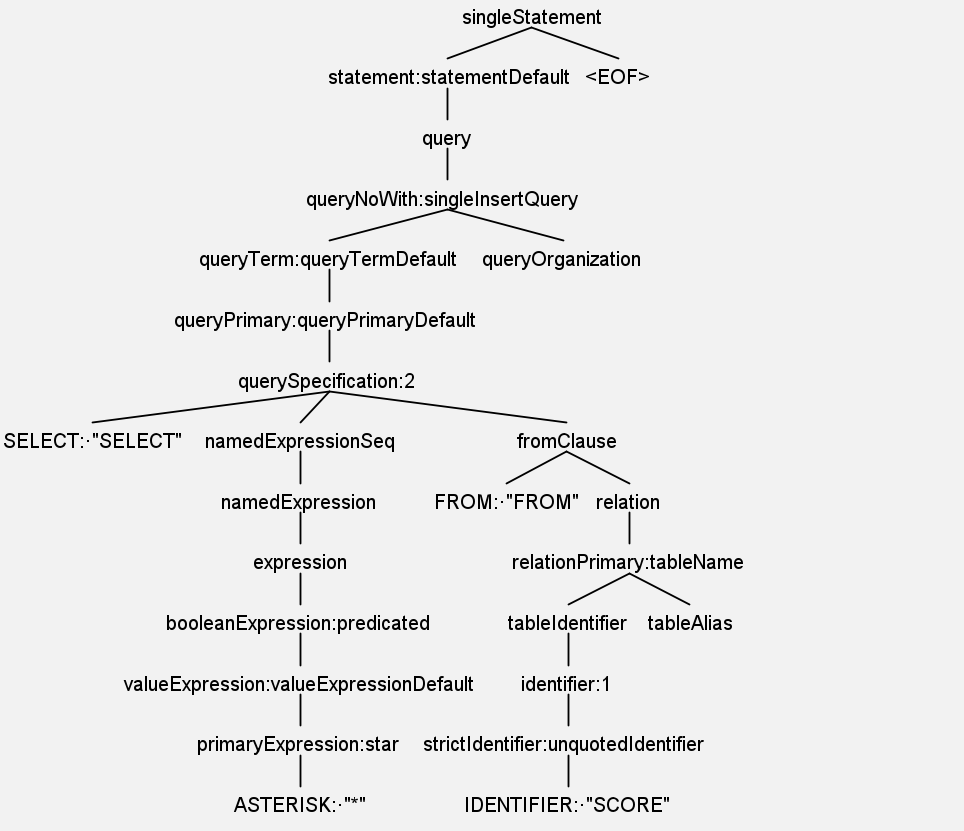 singleStatement
statement:statementDefault <EOF>
query
queryNoWith:singleInsertQuery
queryTerm:queryTermDefault queryOrganization
queryPrimary:queryPrimaryDefault
querySpecification:2
SELECT:·"SELECT" namedExpressionSeq fromClause
namedExpression FROM:·"FROM" relation
expression relationPrimary:tableName
booleanExpression:predicated tableIdentifier tableAlias
valueExpression:valueExpressionDefault identifier:1
primaryExpression:star strictIdentifier:unquotedIdentifier
ASTERISK:·"*" IDENTIFIER:·"SCORE"